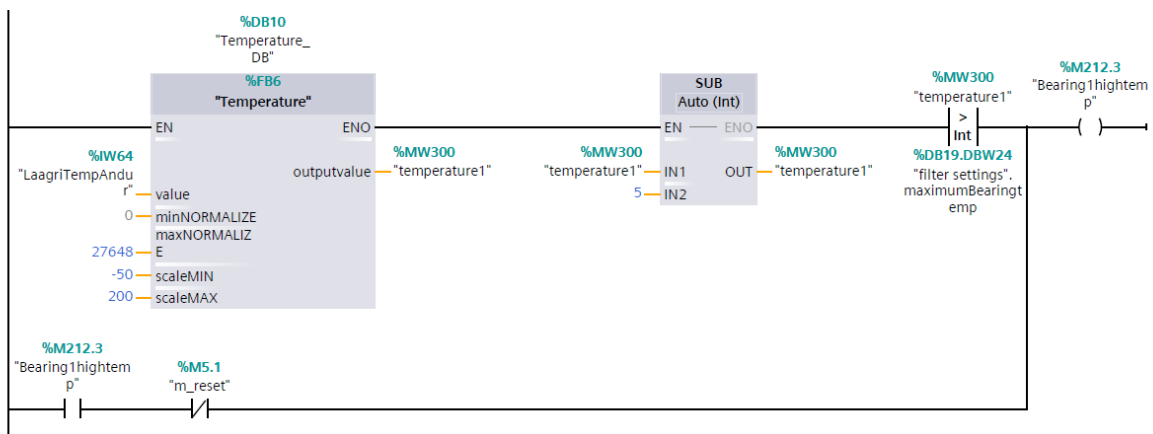 %DB10
"Temperature_
DB"
%FB6
"Temperature"
EN
ENO
%IW64
"LaagriTempAndu
r"
value
0
minNORMALIZE
maxNORMALIZ
27648
E
-50
scaleMIN
200
scaleMAX
outputvalue
%MW300
"temperature1"
SUB
Auto (Int)
EN
ENO
%MW300
"temperature1"
IN1
5
IN2
OUT
%MW300
"temperature1"
%MW300
"temperature1"
>
Int
%DB19.DBW24
"filter settings".
maximumBearingt
emp
%M212.3
"Bearing1hightem
p"
%M212.3
"Bearing1hightem
p"
%M5.1
"m_reset"